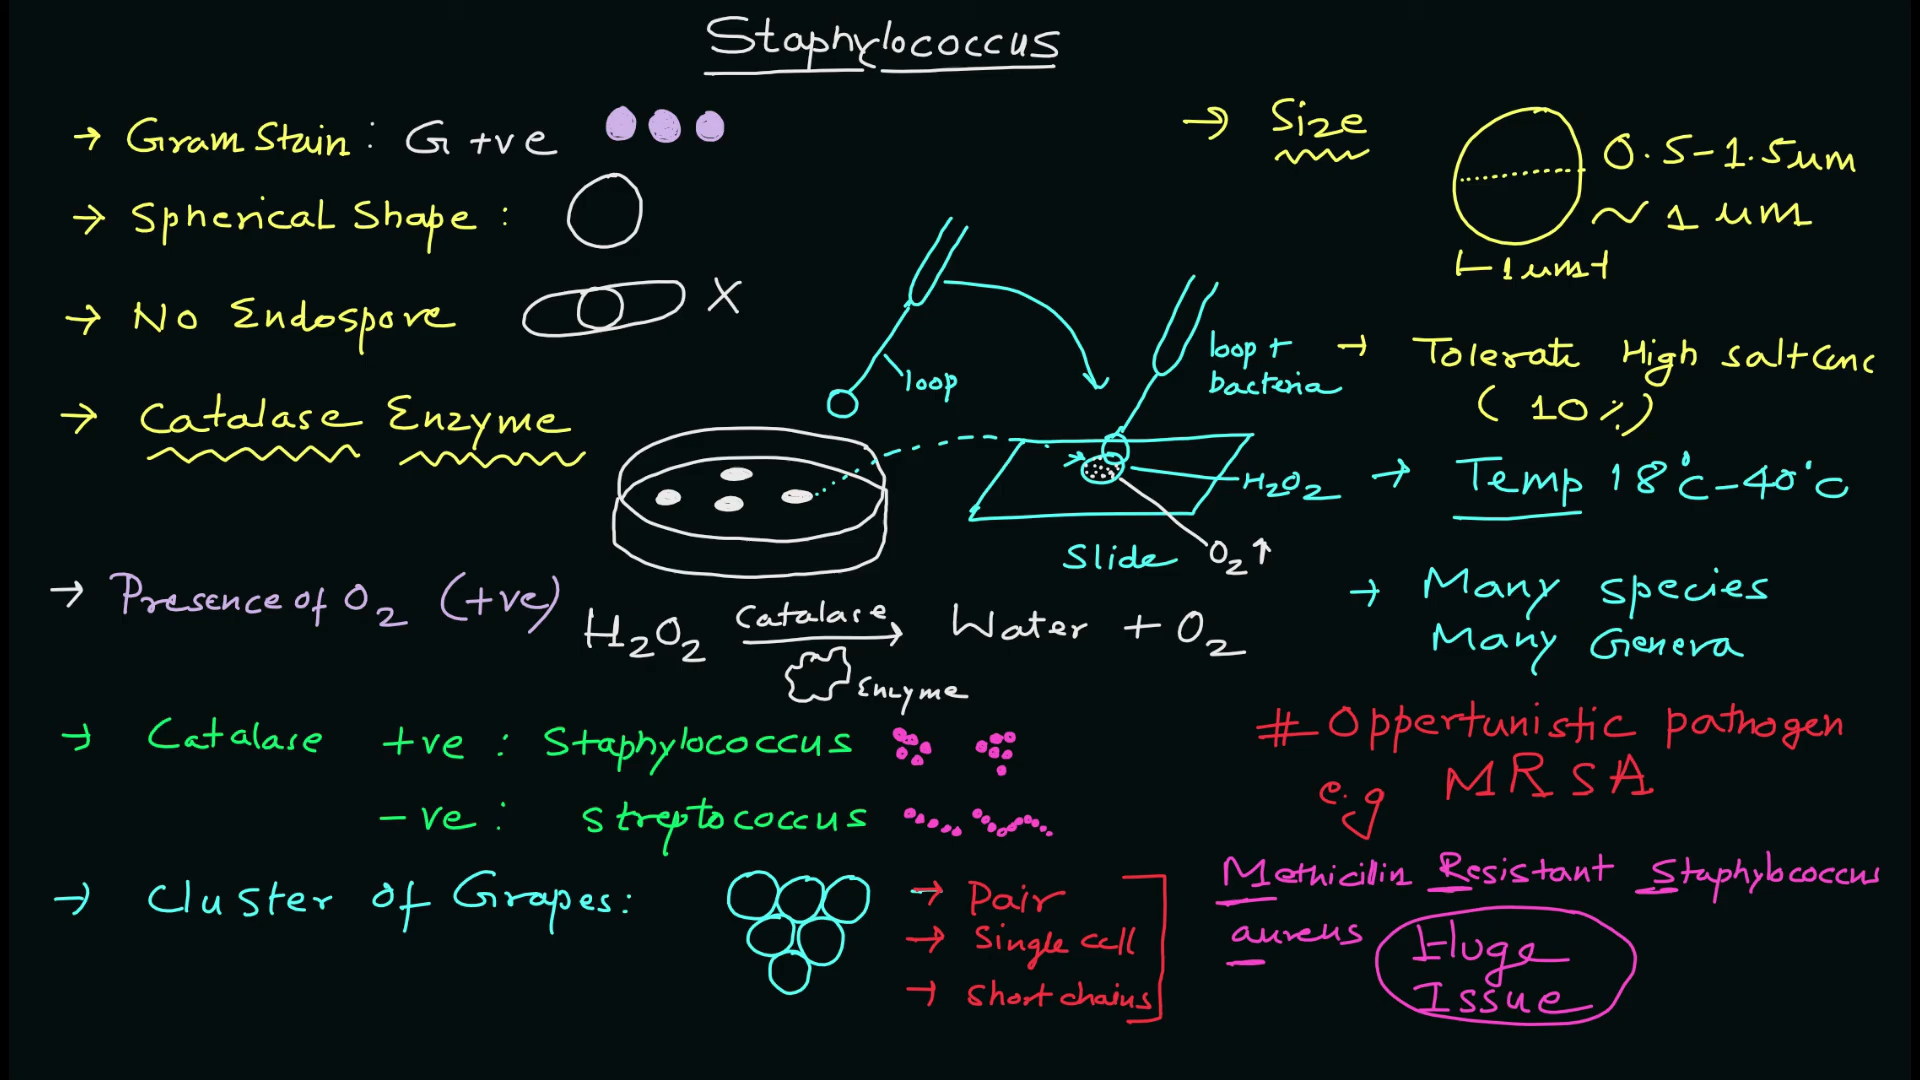 Staphylococcus
→ Gram Stain: G +ve
→ Spherical Shape:
→ No Endospore X
→ Catalase Enzyme
loop
loop +
bacteria
H2O2
O2↑
Slide
→ Presence of O2 (+ve)
H2O2 Catalase → Water + O2
Enzyme
→ Catalase +ve: Staphylococcus
-ve: streptococcus
→ Cluster of Grapes:
→ Pair
→ Single cell
→ Short chains
→ Size
0.5-1.5um
~ 1 um
1um
→ Tolerate High salt Conc
(10%)
→ Temp 18°C-40°C
→ Many species
Many Genera
# Oppertunistic pathogen
e.g MRSA
Methicillin Resistant Staphylococcus
aureus
Huge
Issue